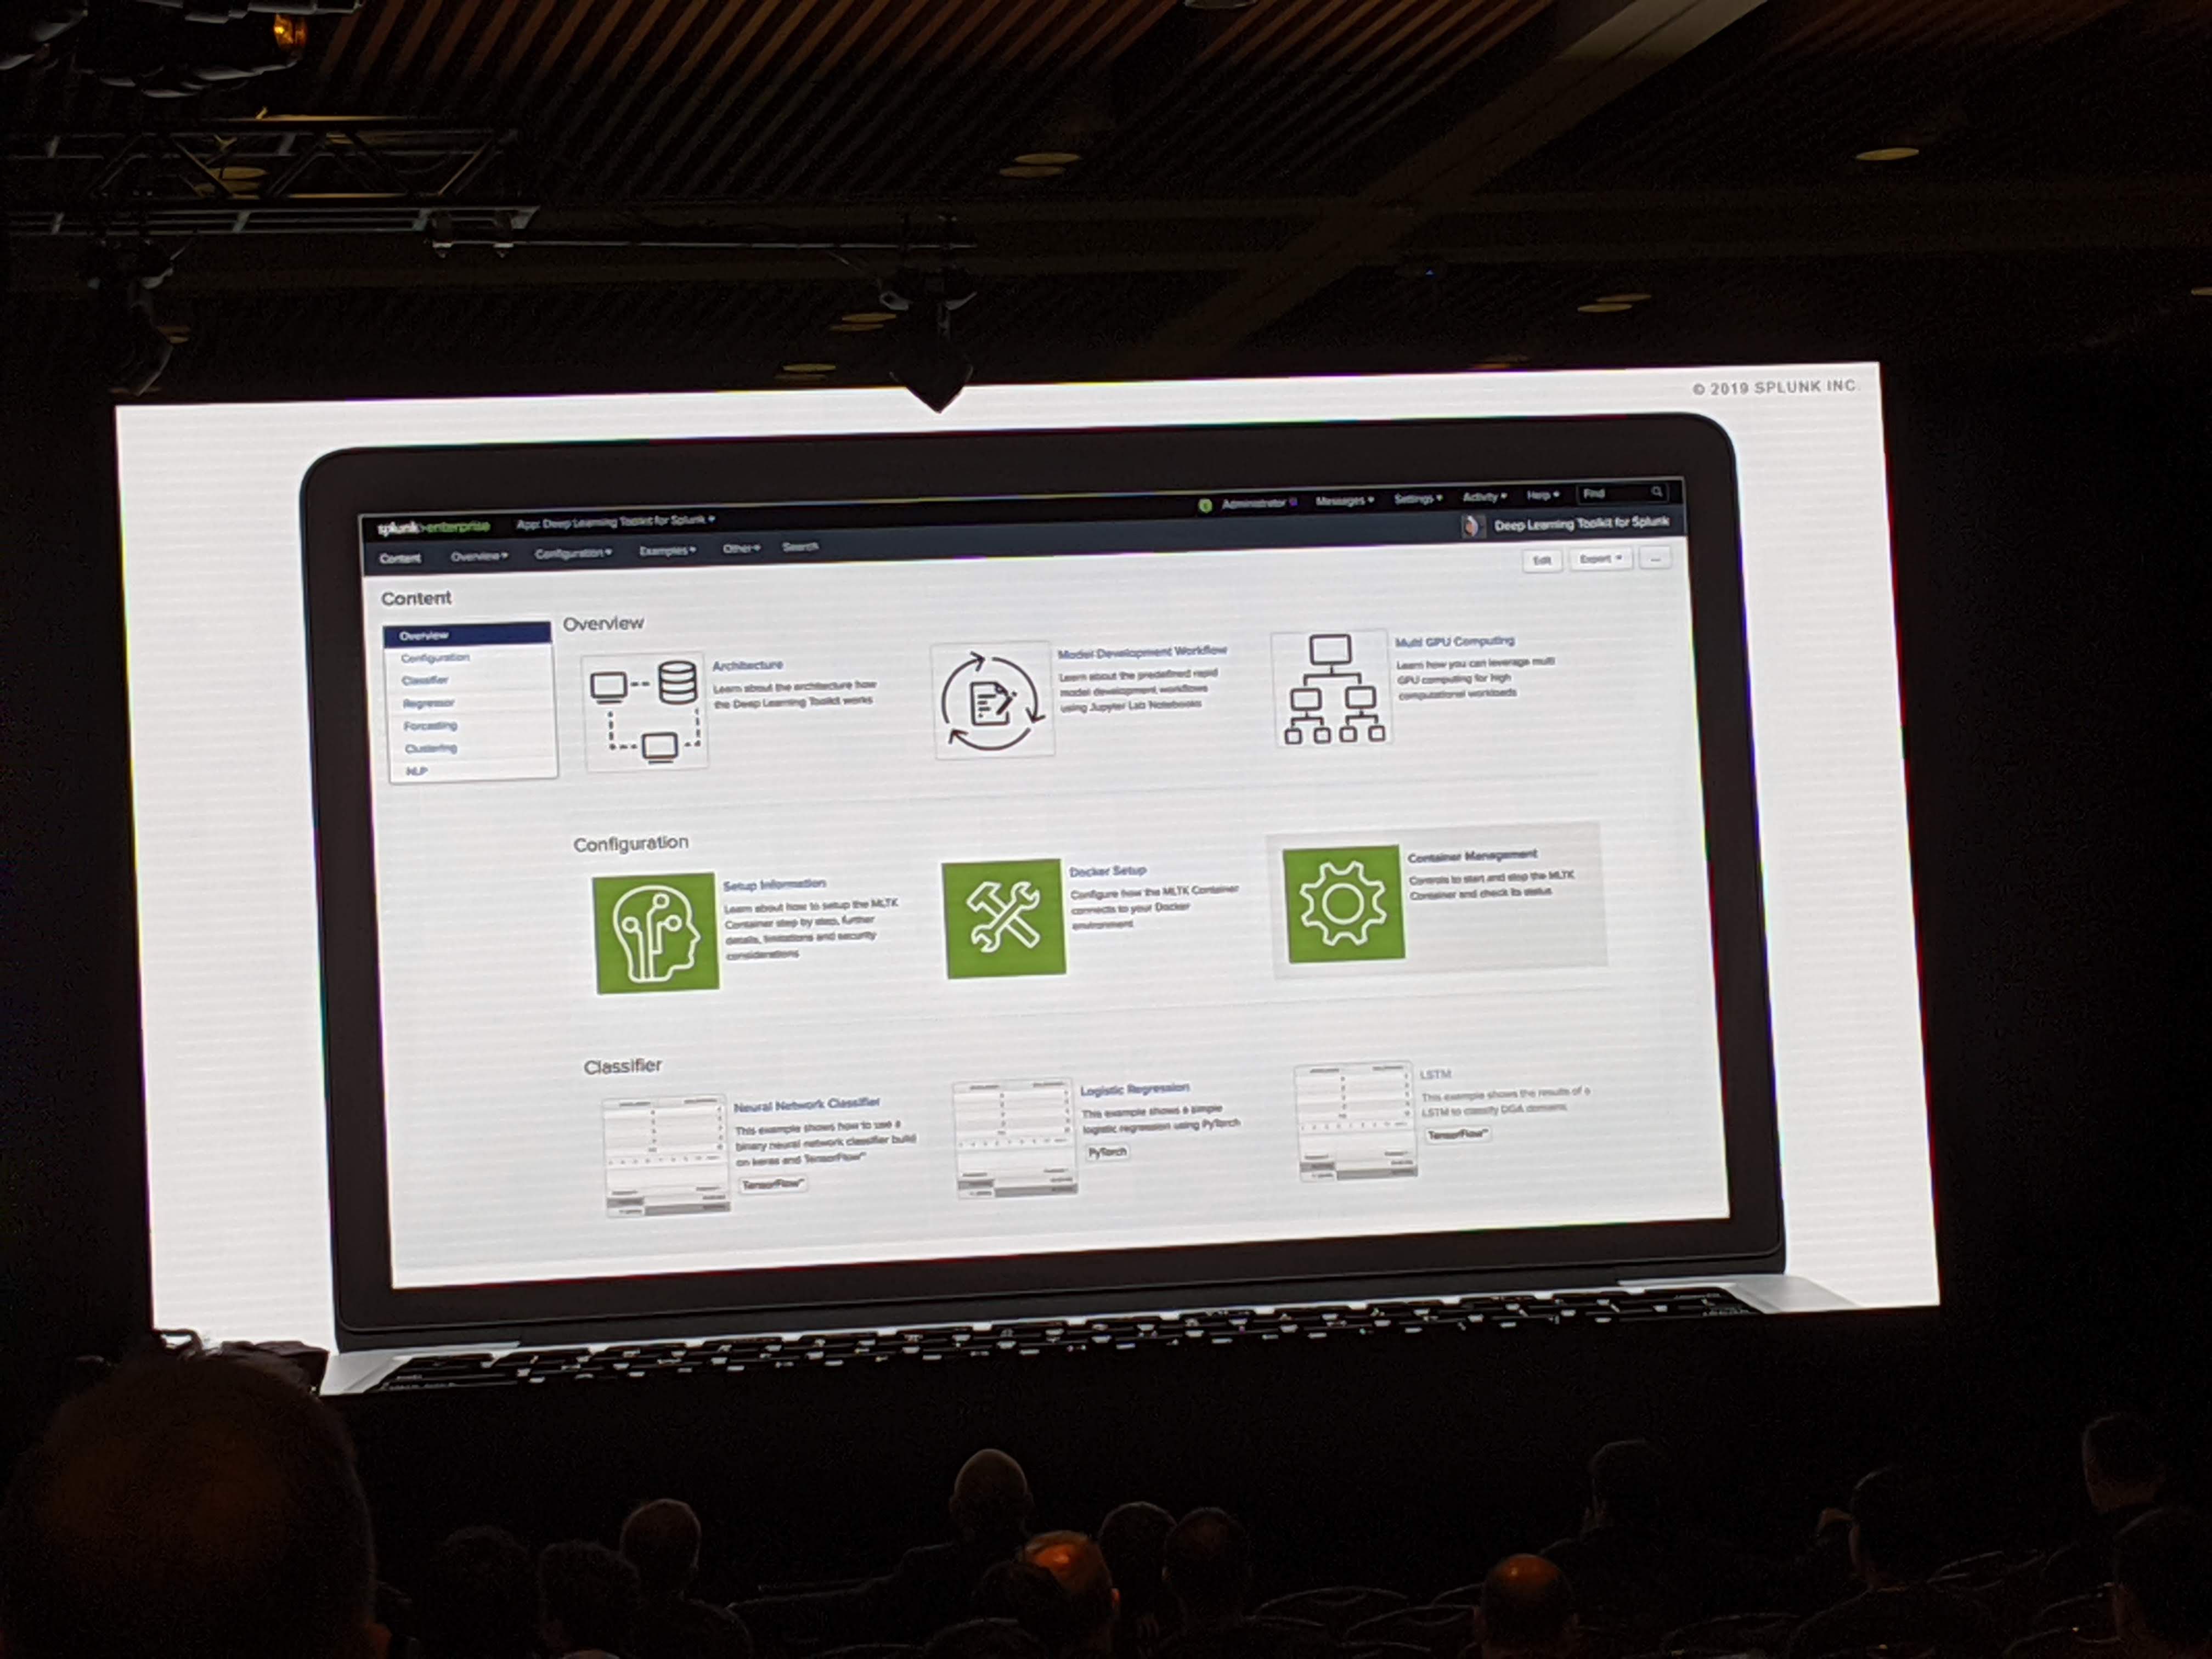 © 2019 SPLUNK INC.
splunk>enterprise App: Deep Learning Toolkit for Splunk
Administrator Messages Settings Activity Help Find
Content Overview Configuration Examples Other Search
Deep Learning Toolkit for Splunk
Edit Export ...
Content
Overview
Configuration
Classifier
Regressor
Forcasting
Clustering
NLP
Overview
Architecture
Learn about the architecture how
the Deep Learning Toolkit works
Model Development Workflow
Learn about the predefined rapid
model development workflows
using Jupyter Lab Notebooks
Multi GPU Computing
Learn how you can leverage multi
GPU computing for high
computational workloads
Configuration
Setup Information
Learn about how to setup the MLTK
Container step by step, further
details, limitations and security
considerations
Docker Setup
Configure how the MLTK Container
connects to your Docker
environment
Container Management
Controls to start and stop the MLTK
Container and check its status
Classifier
Neural Network Classifier
This example shows how to use a
binary neural network classifier build
on keras and TensorFlow™
TensorFlow™
Logistic Regression
This example shows a simple
logistic regression using PyTorch
PyTorch
LSTM
This example shows the results of a
LSTM to classify DGA domains
TensorFlow™